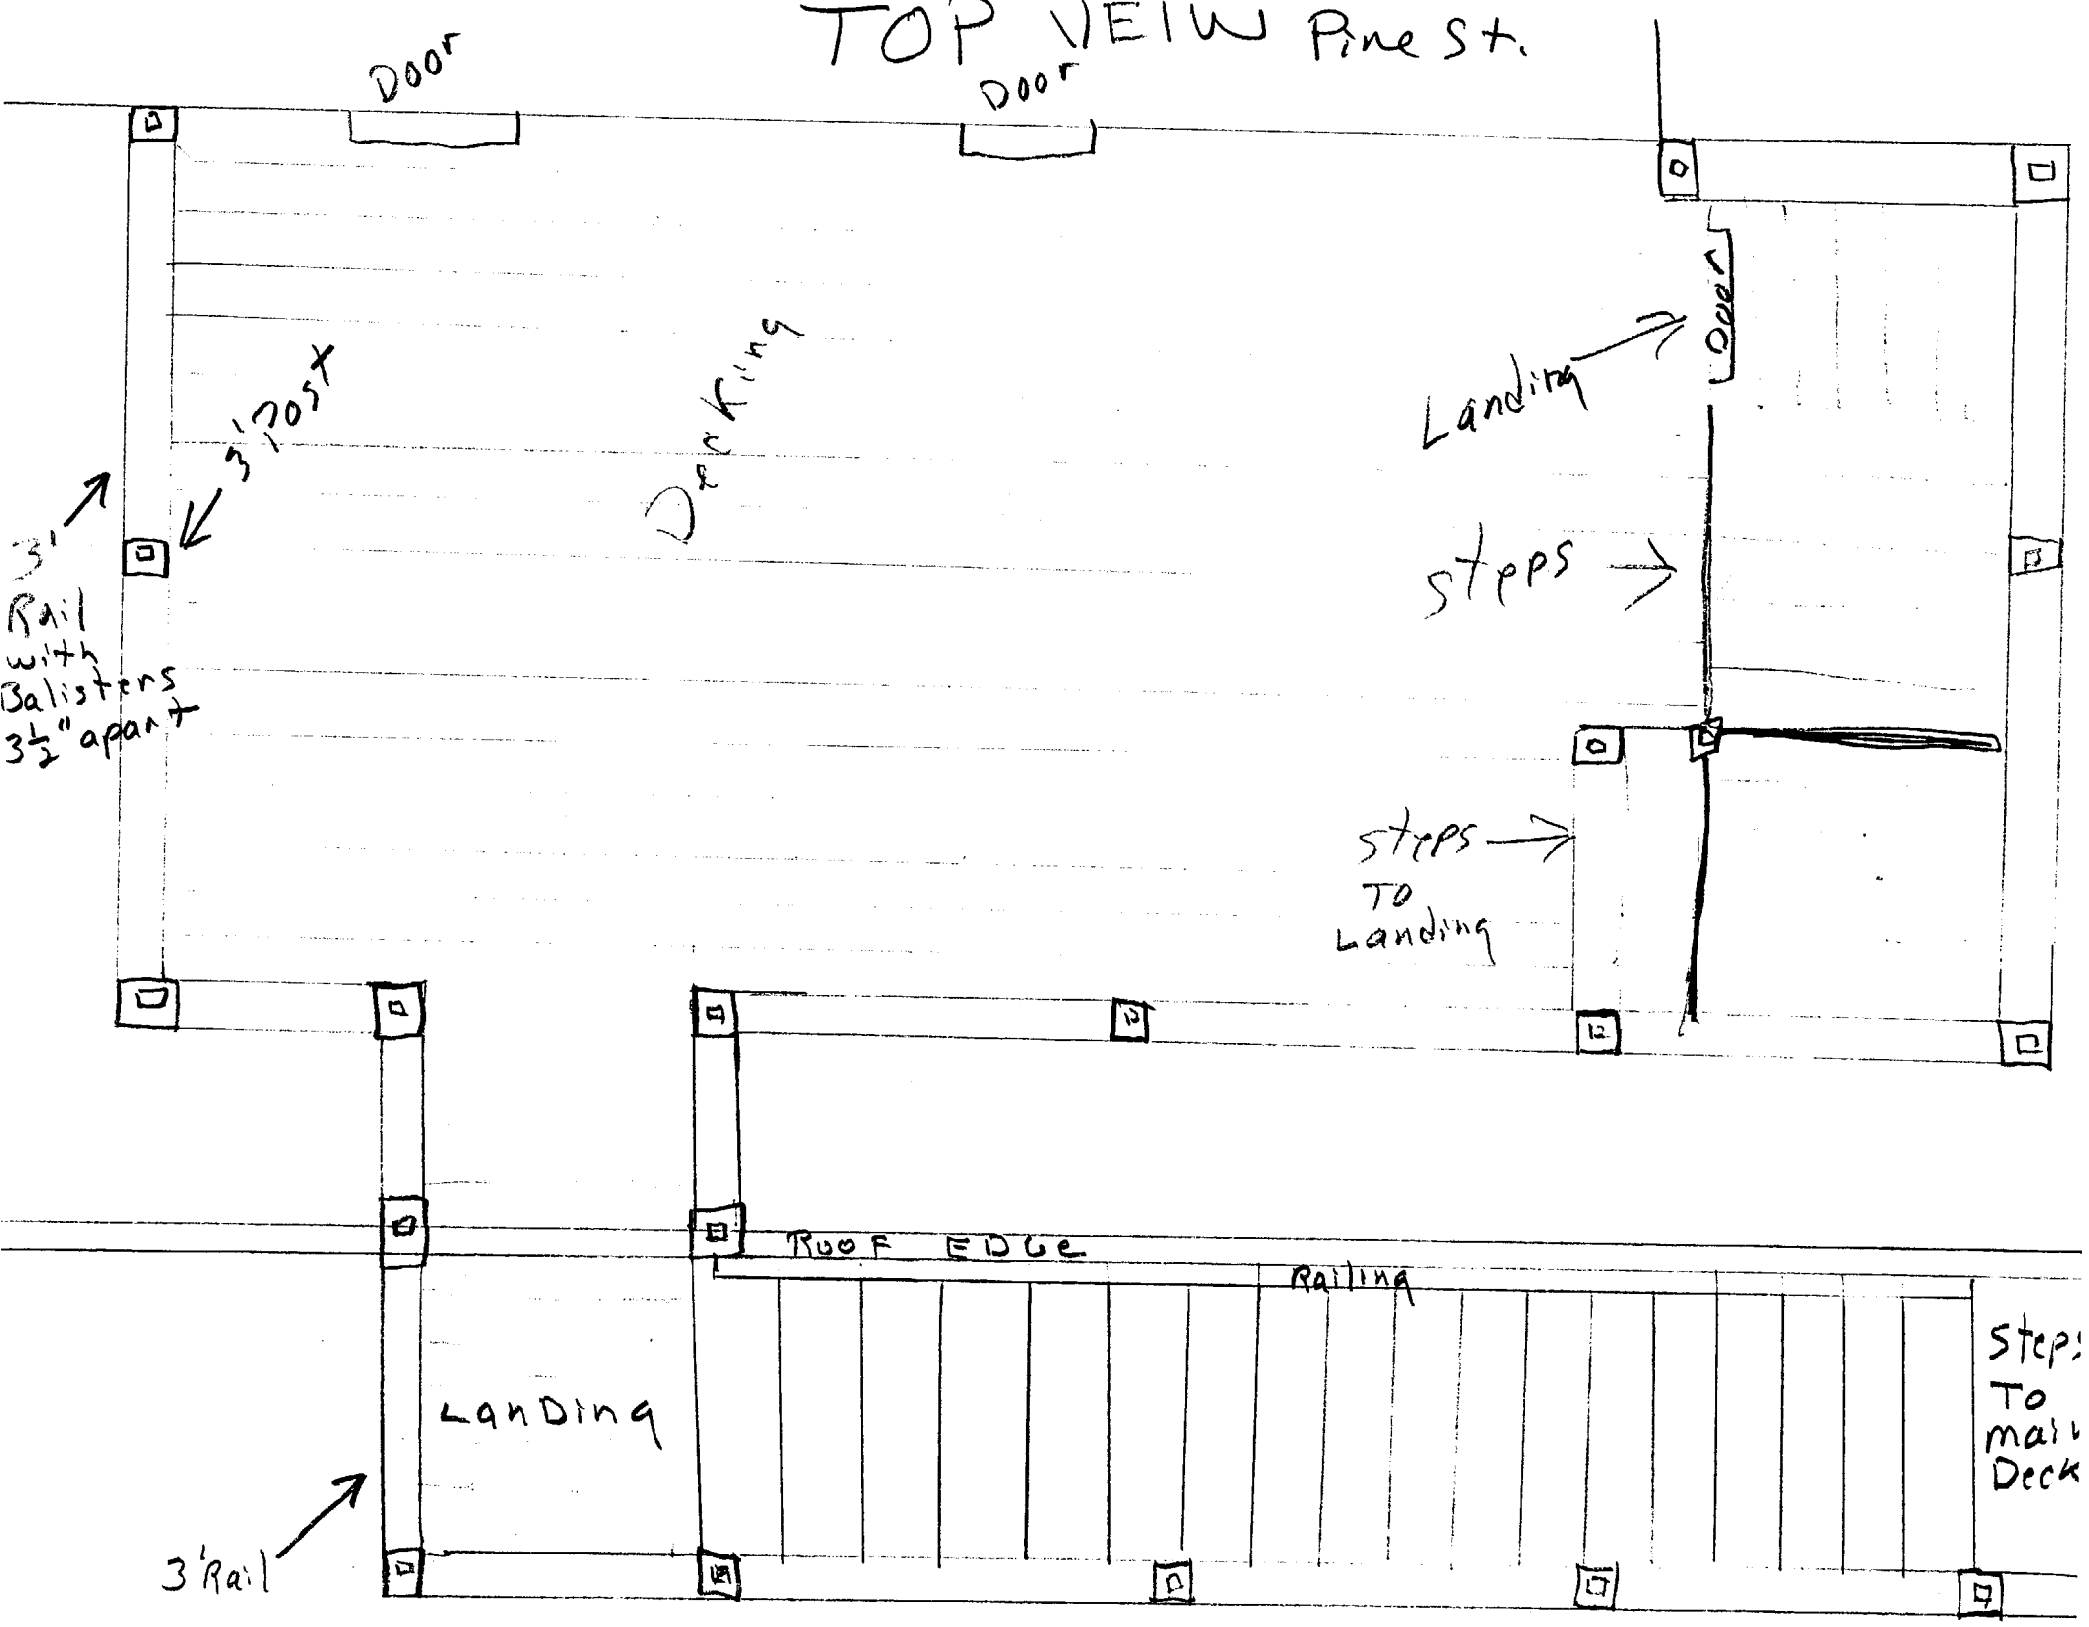 TOP VEIW Pine St.
Door
Door
Door
Landing
Decking
3' Post
3'
Rail
with
Balisters
3½" apart
steps
steps
TO
Landing
ROOF EDGE
Railing
Steps
To
main
Deck
LanDing
3' Rail